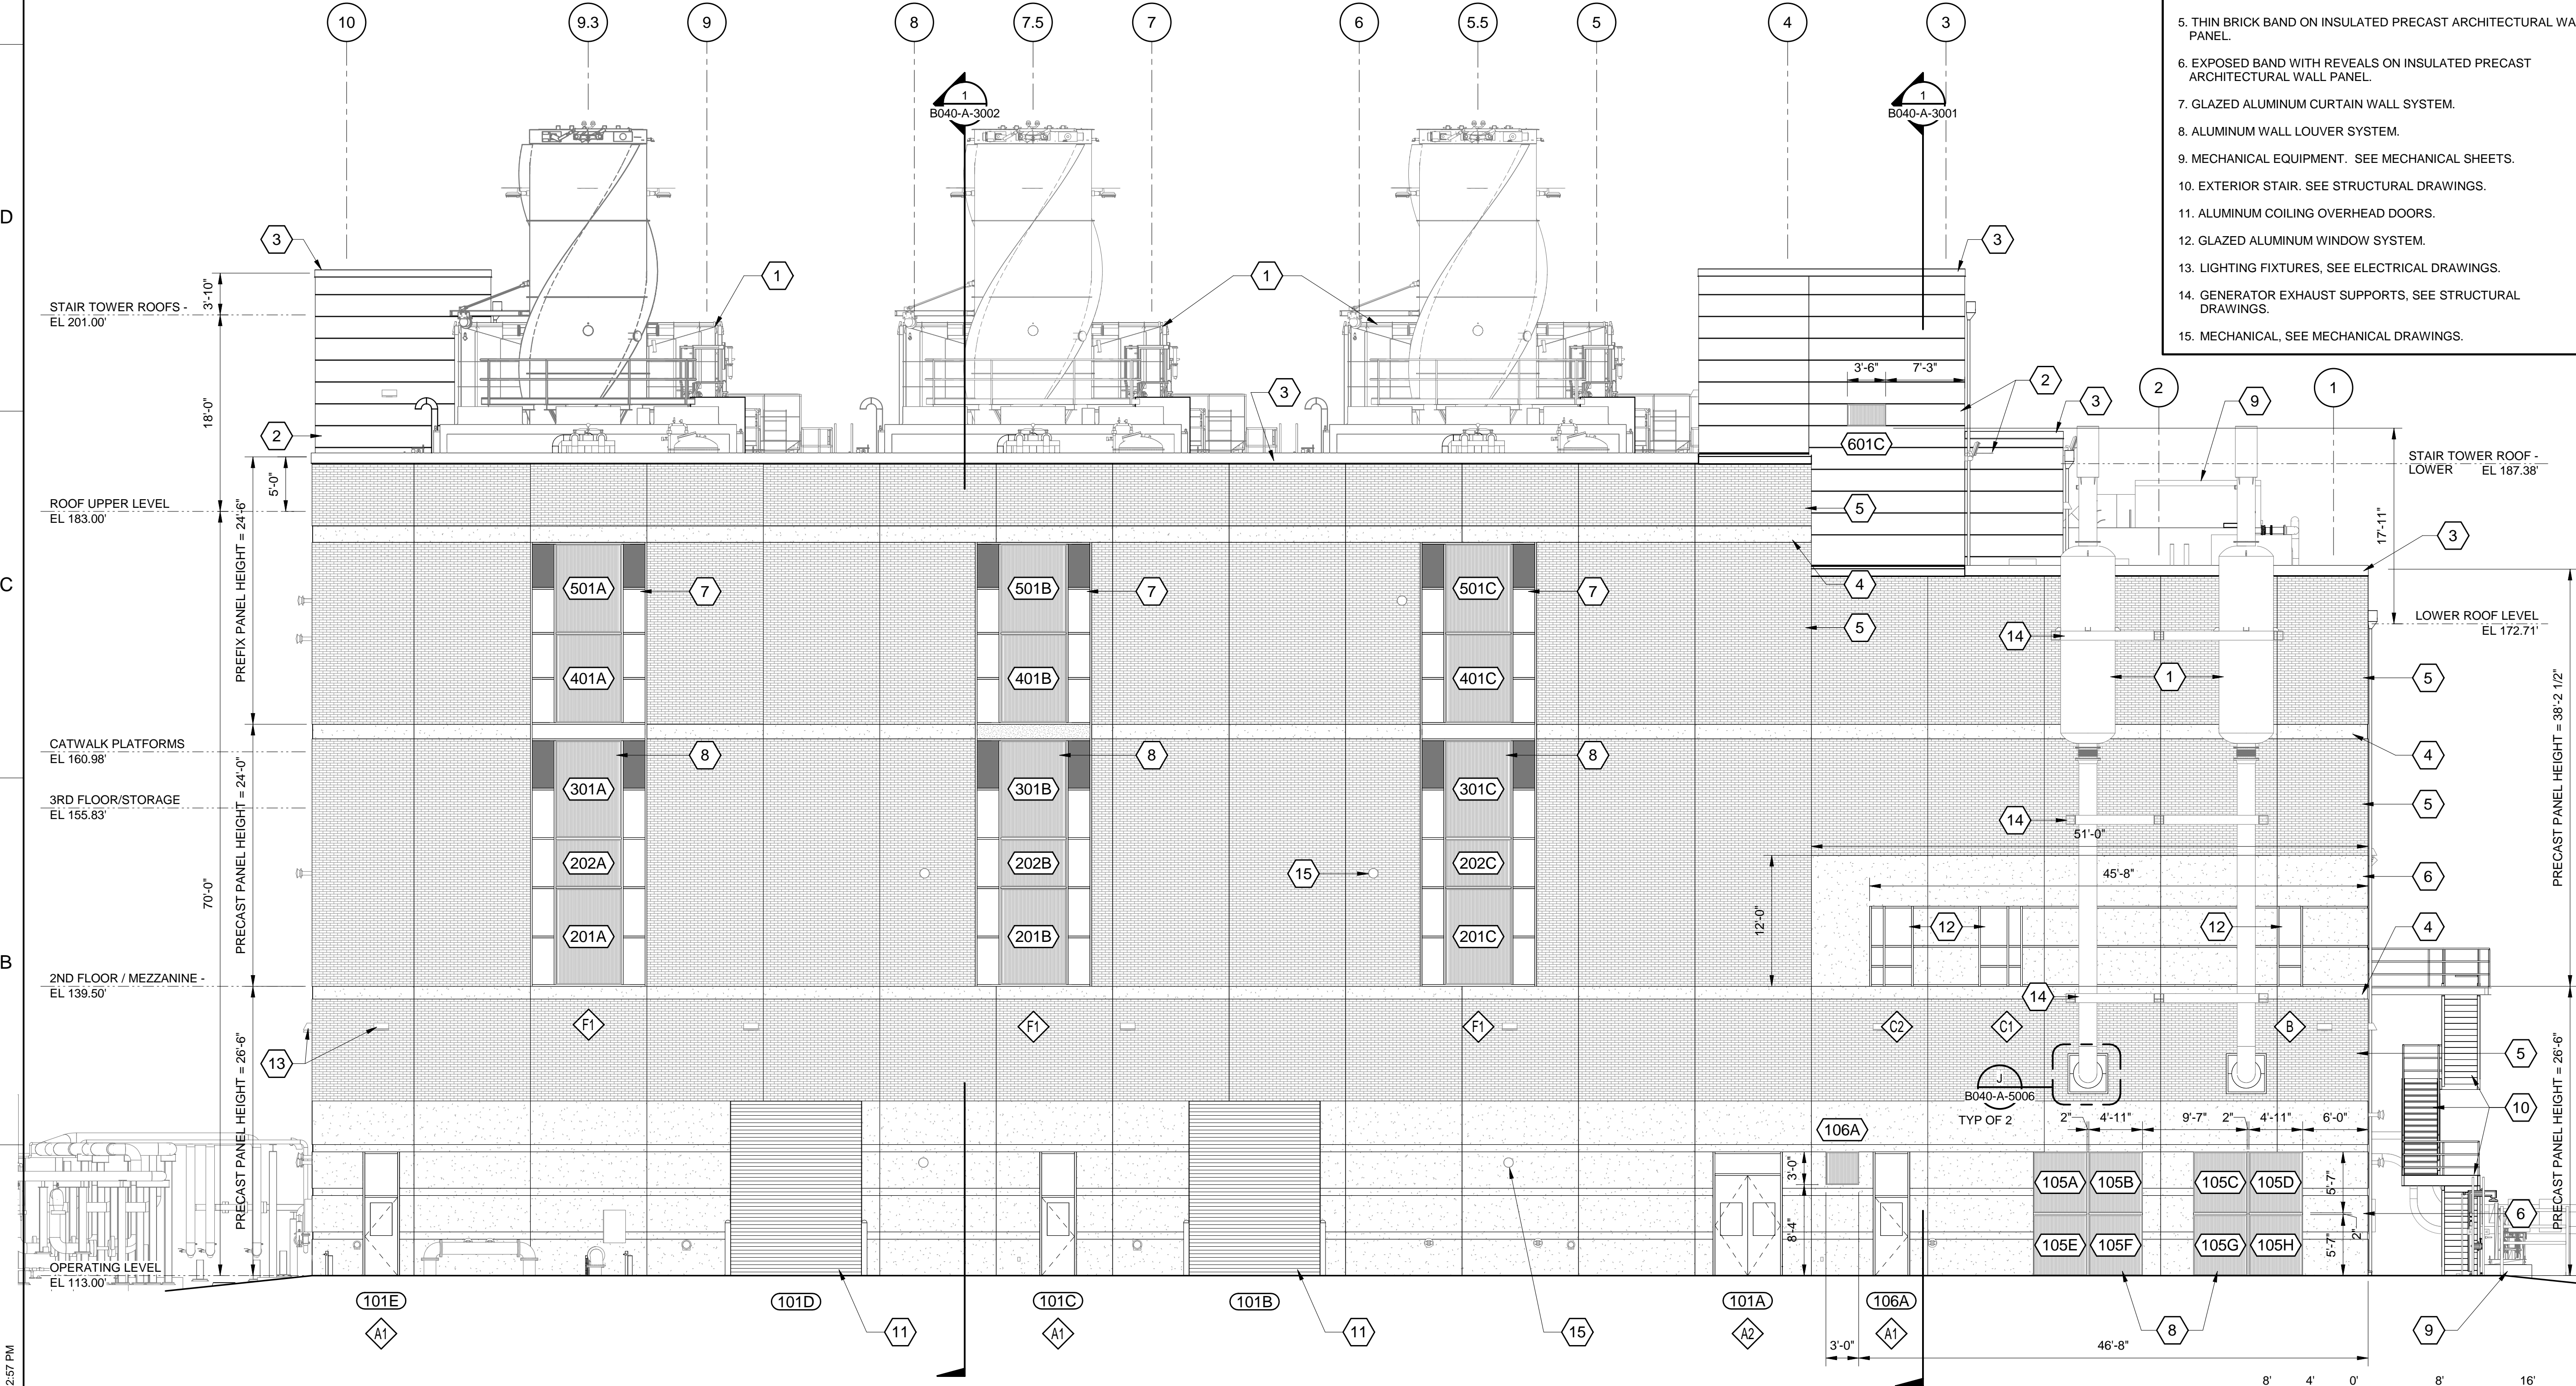 10
9.3
9
8
7.5
7
6
5.5
5
4
3
5. THIN BRICK BAND ON INSULATED PRECAST ARCHITECTURAL WA
PANEL.
6. EXPOSED BAND WITH REVEALS ON INSULATED PRECAST
ARCHITECTURAL WALL PANEL.
7. GLAZED ALUMINUM CURTAIN WALL SYSTEM.
8. ALUMINUM WALL LOUVER SYSTEM.
9. MECHANICAL EQUIPMENT. SEE MECHANICAL SHEETS.
10. EXTERIOR STAIR. SEE STRUCTURAL DRAWINGS.
11. ALUMINUM COILING OVERHEAD DOORS.
12. GLAZED ALUMINUM WINDOW SYSTEM.
13. LIGHTING FIXTURES, SEE ELECTRICAL DRAWINGS.
14. GENERATOR EXHAUST SUPPORTS, SEE STRUCTURAL
DRAWINGS.
15. MECHANICAL, SEE MECHANICAL DRAWINGS.
1
B040-A-3002
1
B040-A-3001
D
3
3
1
1
3'-10"
STAIR TOWER ROOFS -
EL 201.00'
18'-0"
3'-6"
7'-3"
2
3
2
1
3
9
2
601C
STAIR TOWER ROOF -
LOWER EL 187.38'
5'-0"
ROOF UPPER LEVEL
EL 183.00'
5
17'-11"
3
C
PREFIX PANEL HEIGHT = 24'-6"
501A
7
501B
7
501C
7
4
5
14
LOWER ROOF LEVEL
EL 172.71'
401A
401B
401C
1
5
PRECAST PANEL HEIGHT = 38'-2 1/2"
CATWALK PLATFORMS
EL 160.98'
8
8
8
4
3RD FLOOR/STORAGE
EL 155.83'
301A
301B
301C
5
14
51'-0"
PRECAST PANEL HEIGHT = 24'-0"
70'-0"
202A
202B
15
202C
45'-8"
6
12'-0"
201A
201B
201C
12
12
4
B
2ND FLOOR / MEZZANINE -
EL 139.50'
14
F1
F1
F1
C2
C1
B
13
5
PRECAST PANEL HEIGHT = 26'-6"
J
B040-A-5006
TYP OF 2
2"
4'-11"
9'-7"
2"
4'-11"
6'-0"
10
106A
PRECAST PANEL HEIGHT = 26'-6"
3'-0"
105A
105B
105C
105D
5'-7"
8'-4"
6
2"
105E
105F
105G
105H
5'-7"
OPERATING LEVEL
EL 113.00'
101E
101D
101C
101B
101A
106A
A1
11
A1
11
15
A2
A1
8
9
3'-0"
46'-8"
2:57 PM
8'
4'
0'
8'
16'